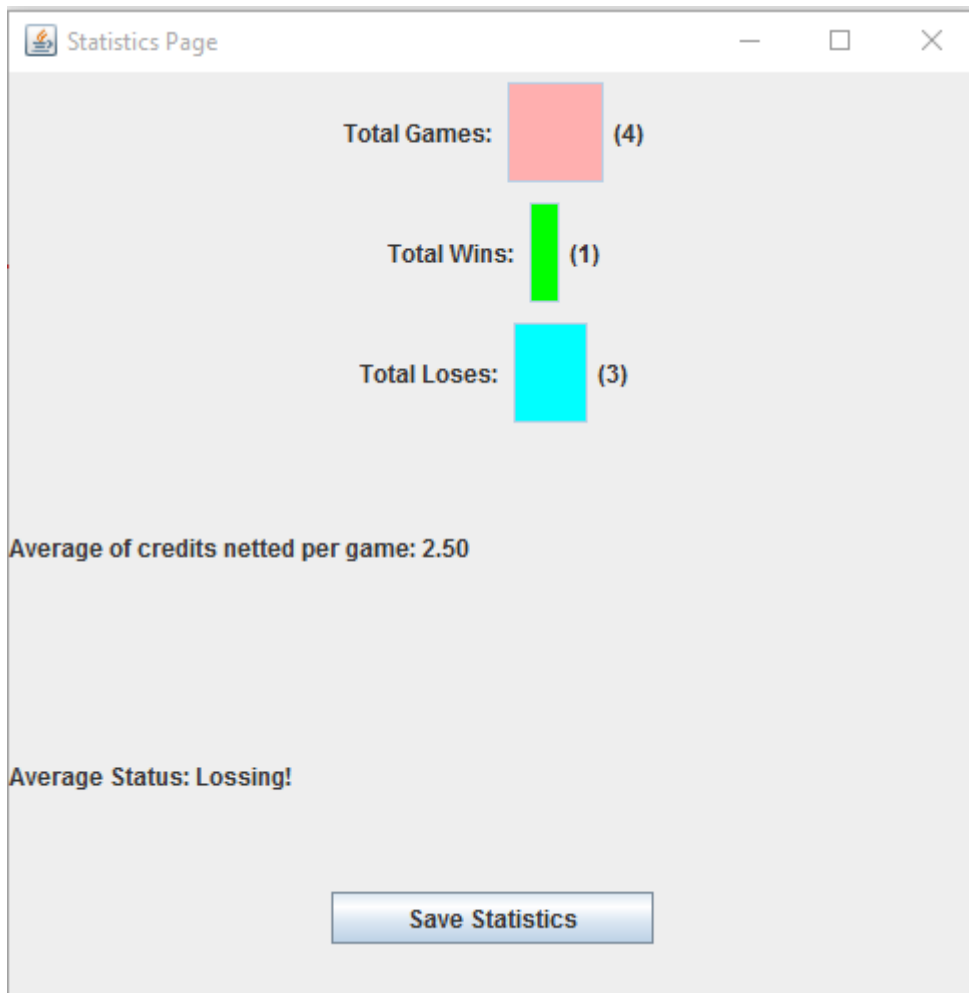 Statistics Page
Total Games: (4)
Total Wins: (1)
Total Loses: (3)
Average of credits netted per game: 2.50
Average Status: Lossing!
Save Statistics